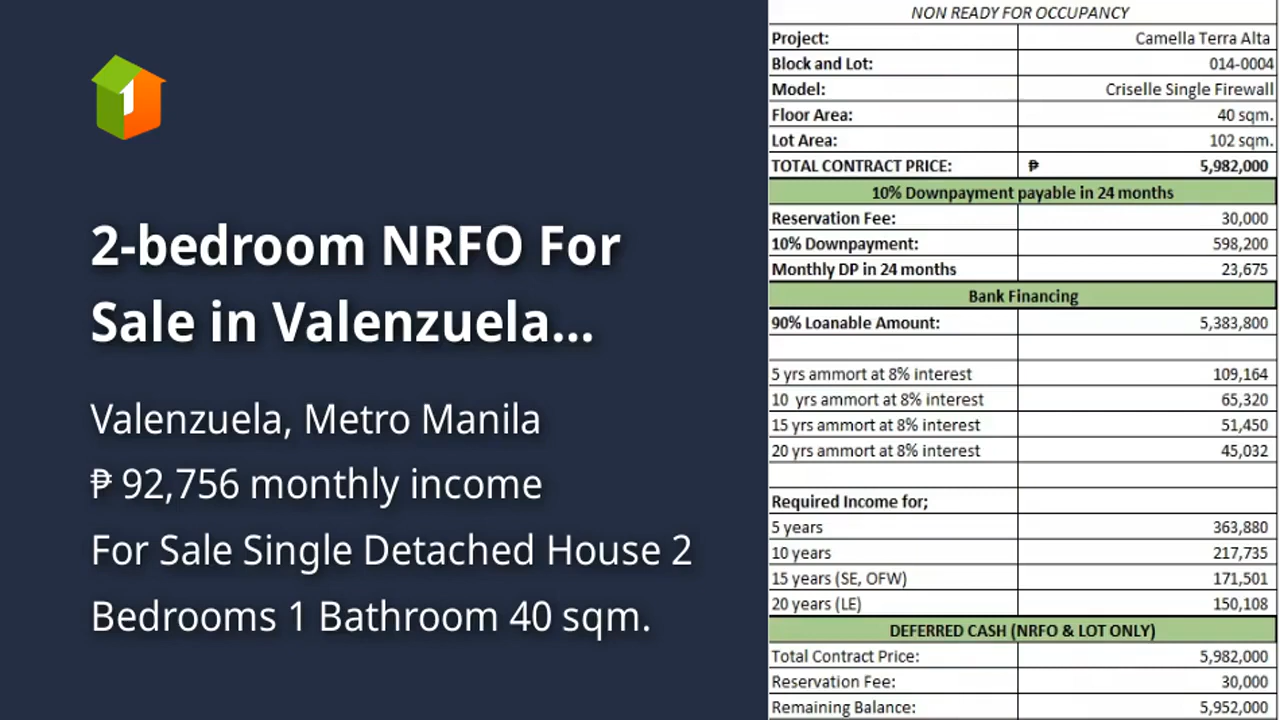 2-bedroom NRFO For
Sale in Valenzuela...
Valenzuela, Metro Manila
₱ 92,756 monthly income
For Sale Single Detached House 2
Bedrooms 1 Bathroom 40 sqm.
NON READY FOR OCCUPANCY
Project: Camella Terra Alta
Block and Lot: 014-0004
Model: Criselle Single Firewall
Floor Area: 40 sqm.
Lot Area: 102 sqm.
TOTAL CONTRACT PRICE: ₱ 5,982,000
10% Downpayment payable in 24 months
Reservation Fee: 30,000
10% Downpayment: 598,200
Monthly DP in 24 months 23,675
Bank Financing
90% Loanable Amount: 5,383,800
5 yrs ammort at 8% interest 109,164
10 yrs ammort at 8% interest 65,320
15 yrs ammort at 8% interest 51,450
20 yrs ammort at 8% interest 45,032
Required Income for;
5 years 363,880
10 years 217,735
15 years (SE, OFW) 171,501
20 years (LE) 150,108
DEFERRED CASH (NRFO & LOT ONLY)
Total Contract Price: 5,982,000
Reservation Fee: 30,000
Remaining Balance: 5,952,000